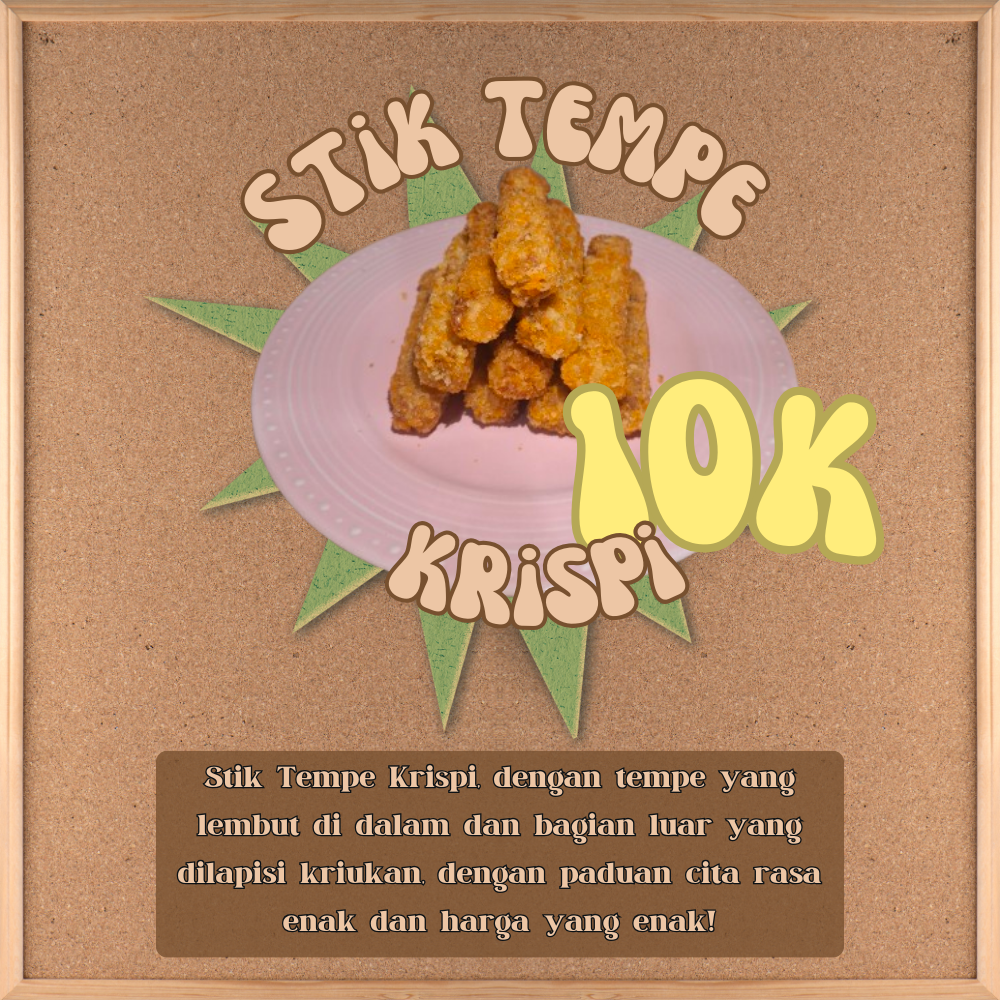 STiK TEMPE
10K
KRiSPi
Stik Tempe Krispi, dengan tempe yang
lembut di dalam dan bagian luar yang
dilapisi kriukan, dengan paduan cita rasa
enak dan harga yang enak!